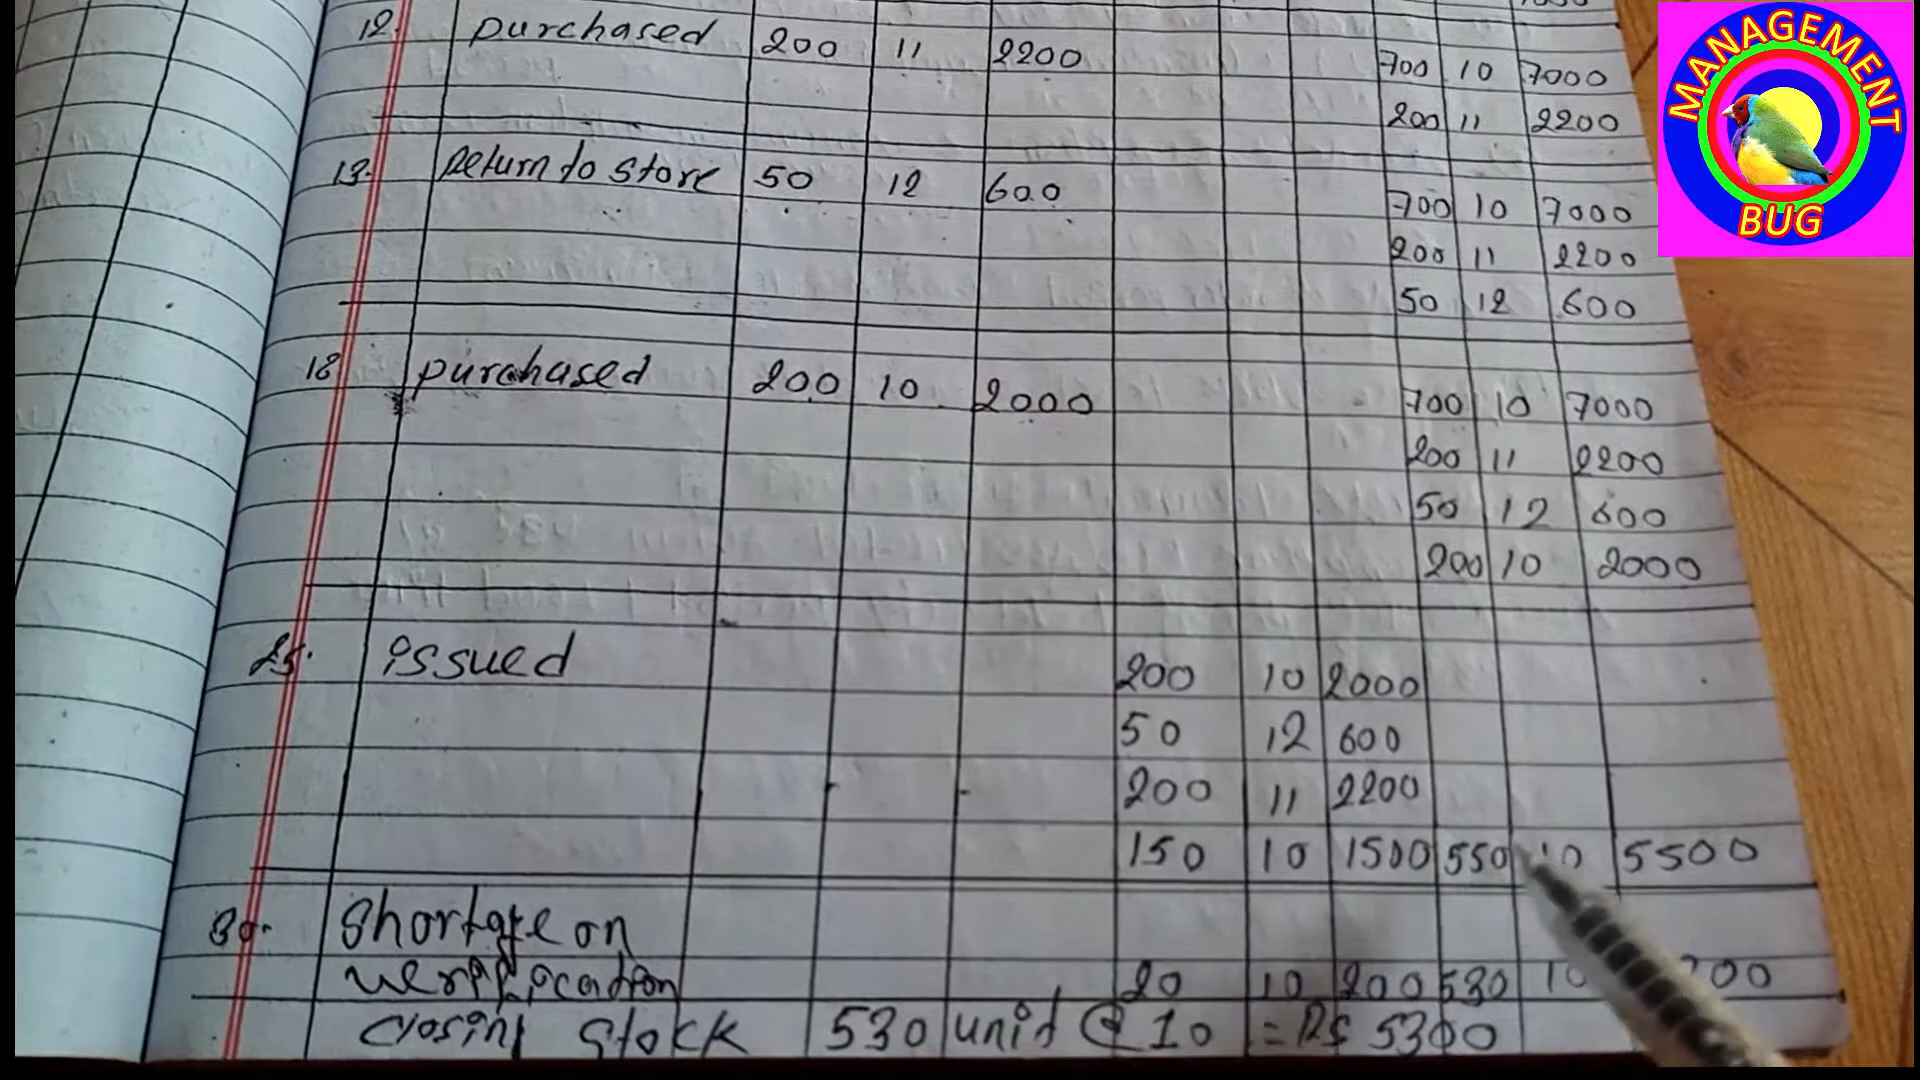 12. purchased 200 11 2200 700 10 7000
200 11 2200
13. Return to store 50 12 600 700 10 7000
200 11 2200
50 12 600
18 purchased 200 10 2000 700 10 7000
200 11 2200
50 12 600
200 10 2000
25. issued 200 10 2000
50 12 600
200 11 2200
150 10 1500 550 10 5500
30. Shortage on
verification 20 10 200 530 10 300
closing stock 530 unit @ 10 = Rs 5300
MANAGEMENT
BUG